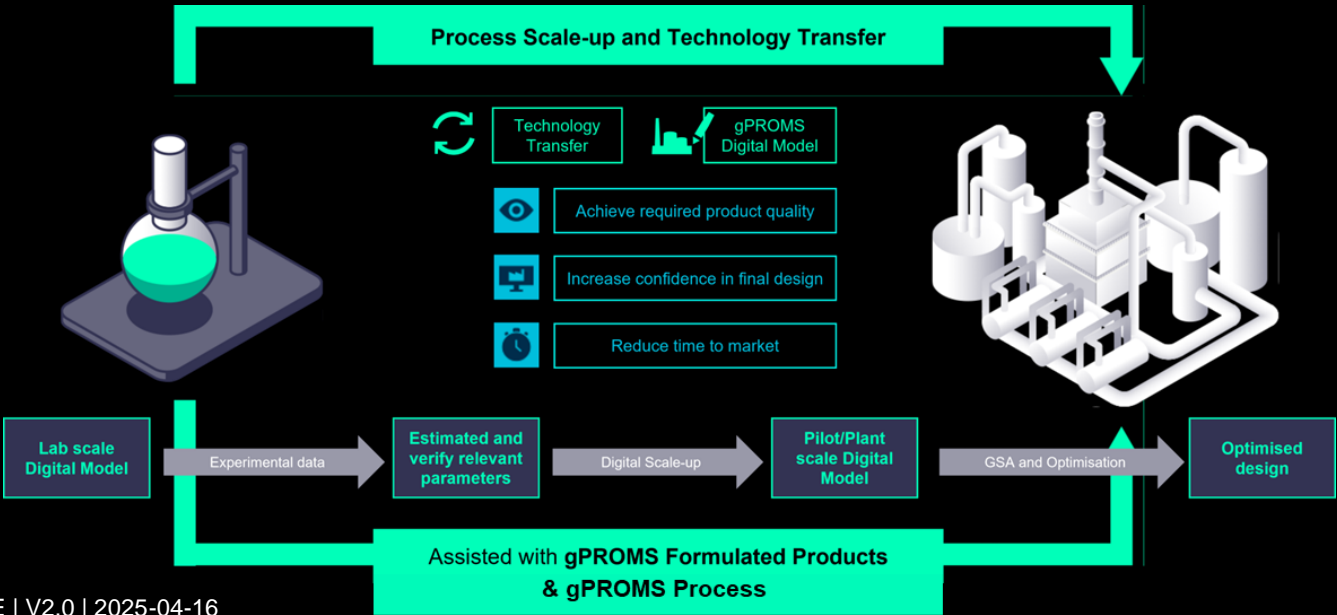 Process Scale-up and Technology Transfer
Technology
Transfer
gPROMS
Digital Model
Achieve required product quality
Increase confidence in final design
Reduce time to market
Lab scale
Digital Model
Experimental data
Estimated and
verify relevant
parameters
Digital Scale-up
Pilot/Plant
scale Digital
Model
GSA and Optimisation
Optimised
design
Assisted with gPROMS Formulated Products
& gPROMS Process
E | V2.0 | 2025-04-16